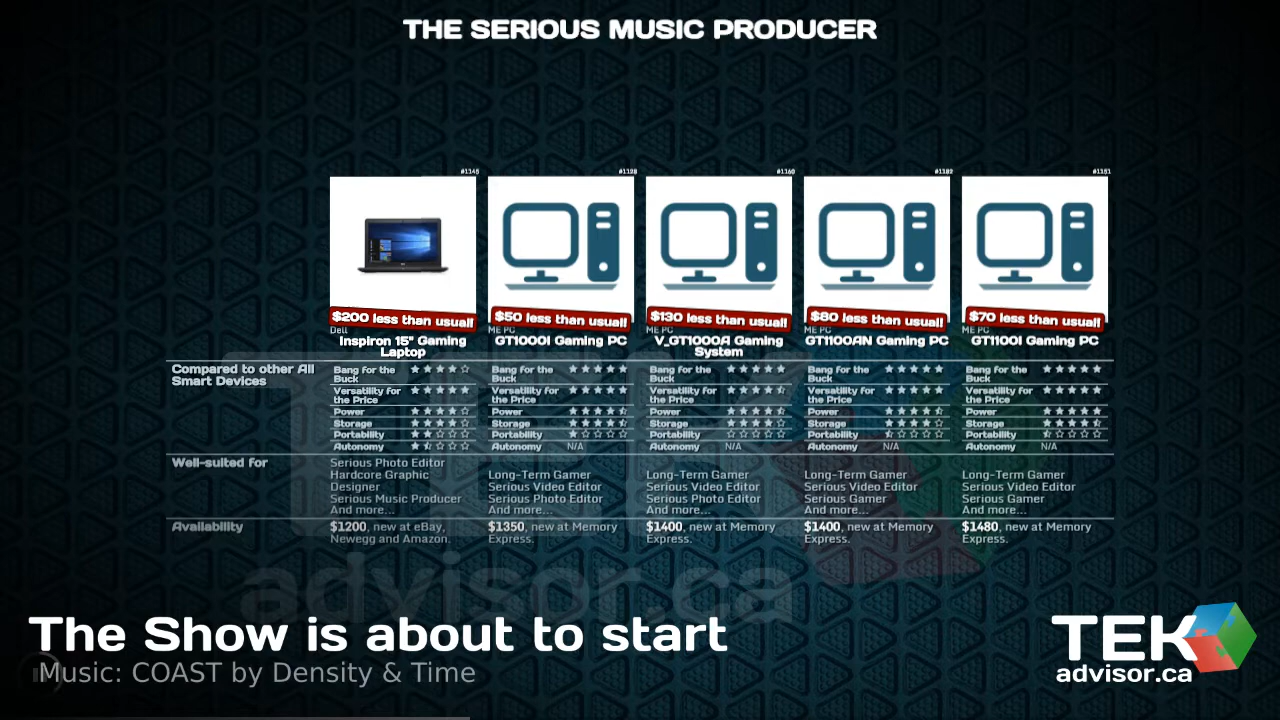 THE SERIOUS MUSIC PRODUCER
#1145 #1128 #1160 #1182 #1151
$200 less than usual! $50 less than usual! $130 less than usual! $80 less than usual! $70 less than usual!
Dell ME PC ME PC ME PC ME PC
Inspiron 15" Gaming Laptop GT1000I Gaming PC V_GT1000A Gaming System GT1100AN Gaming PC GT1100I Gaming PC
Compared to other All
Smart Devices
Bang for the Buck Bang for the Buck Bang for the Buck Bang for the Buck Bang for the Buck
Versatility for the Price Versatility for the Price Versatility for the Price Versatility for the Price Versatility for the Price
Power Power Power Power Power
Storage Storage Storage Storage Storage
Portability Portability Portability Portability Portability
Autonomy Autonomy N/A Autonomy N/A Autonomy N/A Autonomy N/A
Well-suited for
Serious Photo Editor
Hardcore Graphic
Designer
Serious Music Producer
And more...
Long-Term Gamer
Serious Video Editor
Serious Photo Editor
And more...
Long-Term Gamer
Serious Video Editor
Serious Photo Editor
And more...
Long-Term Gamer
Serious Video Editor
Serious Gamer
And more...
Long-Term Gamer
Serious Video Editor
Serious Gamer
And more...
Availability
$1200, new at eBay,
Newegg and Amazon.
$1350, new at Memory
Express.
$1400, new at Memory
Express.
$1400, new at Memory
Express.
$1480, new at Memory
Express.
TEK
advisor.ca
The Show is about to start
Music: COAST by Density & Time
TEK
advisor.ca